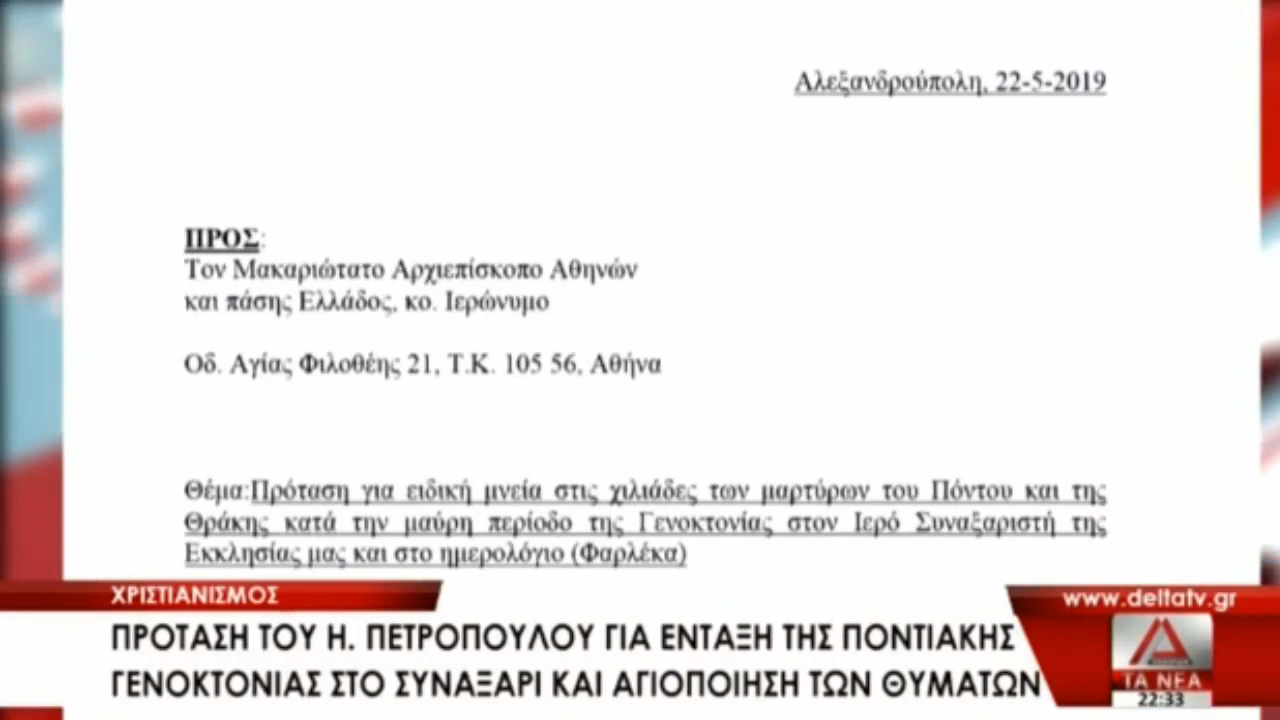 Αλεξανδρούπολη, 22-5-2019
ΠΡΟΣ:
Τον Μακαριώτατο Αρχιεπίσκοπο Αθηνών
και πάσης Ελλάδος, κο. Ιερώνυμο
Οδ. Αγίας Φιλοθέης 21, Τ.Κ. 105 56, Αθήνα
Θέμα:Πρόταση για ειδική μνεία στις χιλιάδες των μαρτύρων του Πόντου και της
Θράκης κατά την μαύρη περίοδο της Γενοκτονίας στον Ιερό Συναξαριστή της
Εκκλησίας μας και στο ημερολόγιο (Φαρλέκα)
ΧΡΙΣΤΙΑΝΙΣΜΟΣ
www.deltatv.gr
ΠΡΟΤΑΣΗ ΤΟΥ Η. ΠΕΤΡΟΠΟΥΛΟΥ ΓΙΑ ΕΝΤΑΞΗ ΤΗΣ ΠΟΝΤΙΑΚΗΣ
ΓΕΝΟΚΤΟΝΙΑΣ ΣΤΟ ΣΥΝΑΞΑΡΙ ΚΑΙ ΑΓΙΟΠΟΙΗΣΗ ΤΩΝ ΘΥΜΑΤΩΝ
ΤΑ ΝΕΑ
22:33